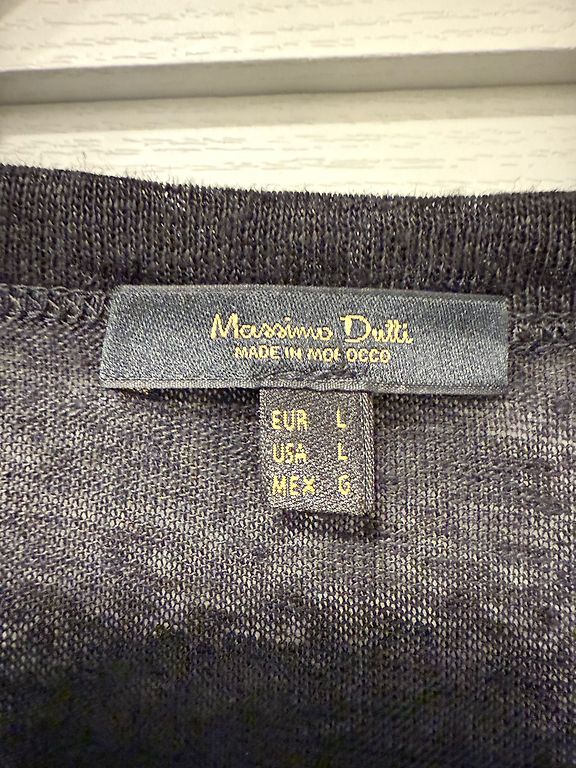 Massimo Dutti
MADE IN MOROCCO
EUR L
USA L
MEX G